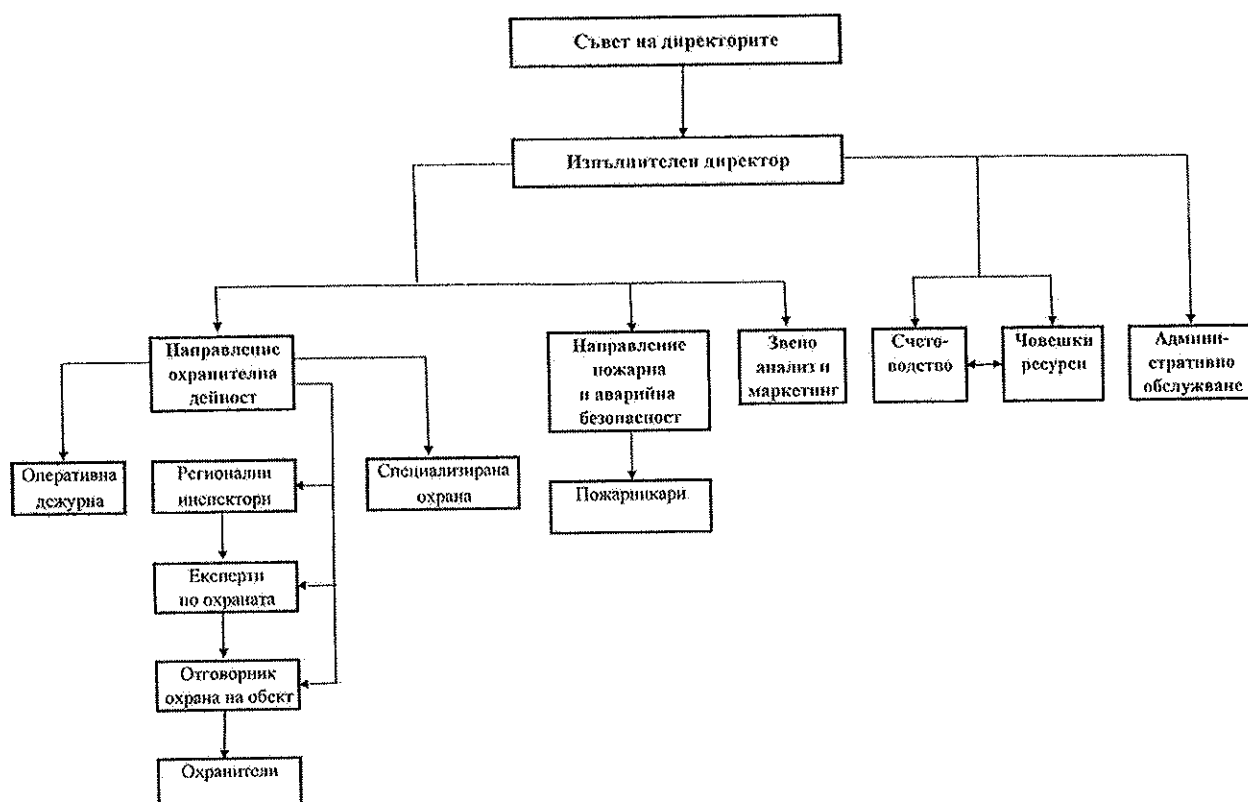 Съвет на директорите
Изпълнителен директор
Направление
охранителна
дейност
Направление
пожарна
и аварийна
безопасност
Звено
анализ и
маркетинг
Счето-
водство
Човешки
ресурси
Админи-
стративно
обслужване
Оперативна
дежурна
Регионални
инспектори
Специализирана
охрана
Пожарникари
Експерти
по охраната
Отговорник
охрана на обект
Охранители